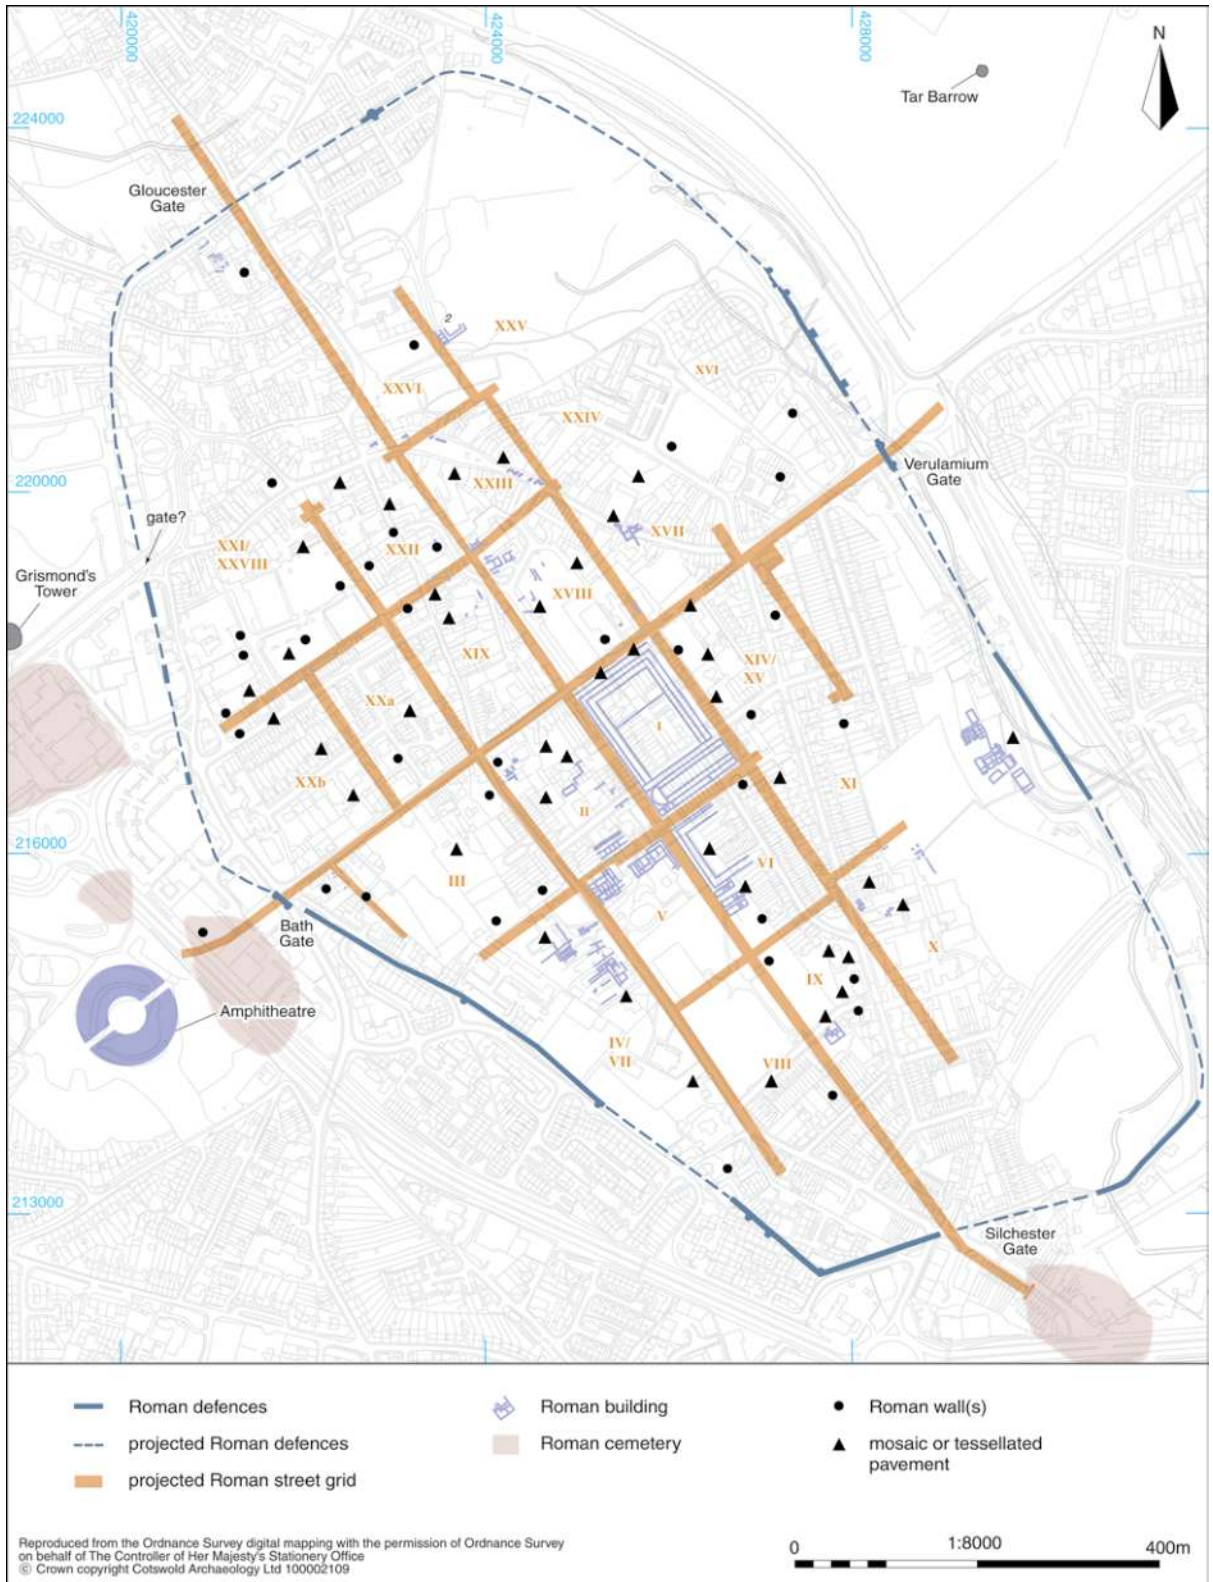 420000
424000
428000
N
Tar Barrow
224000
Gloucester
Gate
2
XXV
XVI
XXVI
XXIV
Verulamium
Gate
220000
XXIII
gate?
XXI/
XXVIII
XXII
XVII
Grismond's
Tower
XVIII
XIX
XIV/
XV
XXa
I
XXb
XI
II
216000
III
VI
V
Bath
Gate
X
IX
Amphitheatre
IV/
VII
VIII
213000
Silchester
Gate
Roman defences
projected Roman defences
projected Roman street grid
Roman building
Roman cemetery
Roman wall(s)
mosaic or tessellated
pavement
Reproduced from the Ordnance Survey digital mapping with the permission of Ordnance Survey
on behalf of The Controller of Her Majesty's Stationery Office
© Crown copyright Cotswold Archaeology Ltd 100002109
0 1:8000 400m